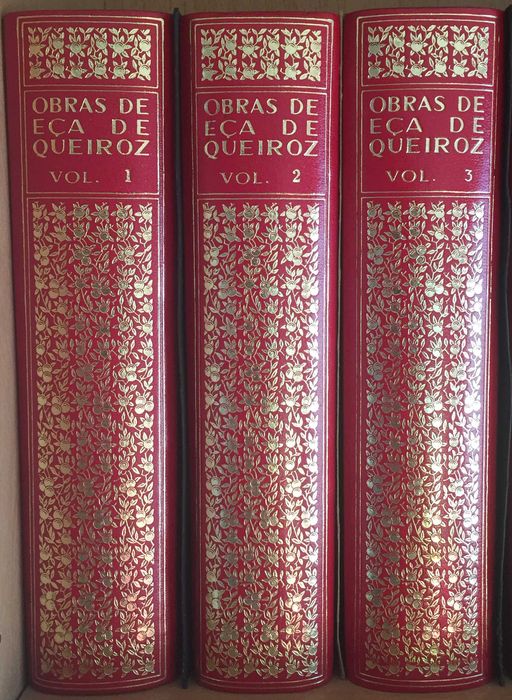 OBRAS DE
EÇA DE
QUEIROZ
VOL. 1
OBRAS DE
EÇA DE
QUEIROZ
VOL. 2
OBRAS DE
EÇA DE
QUEIROZ
VOL. 3